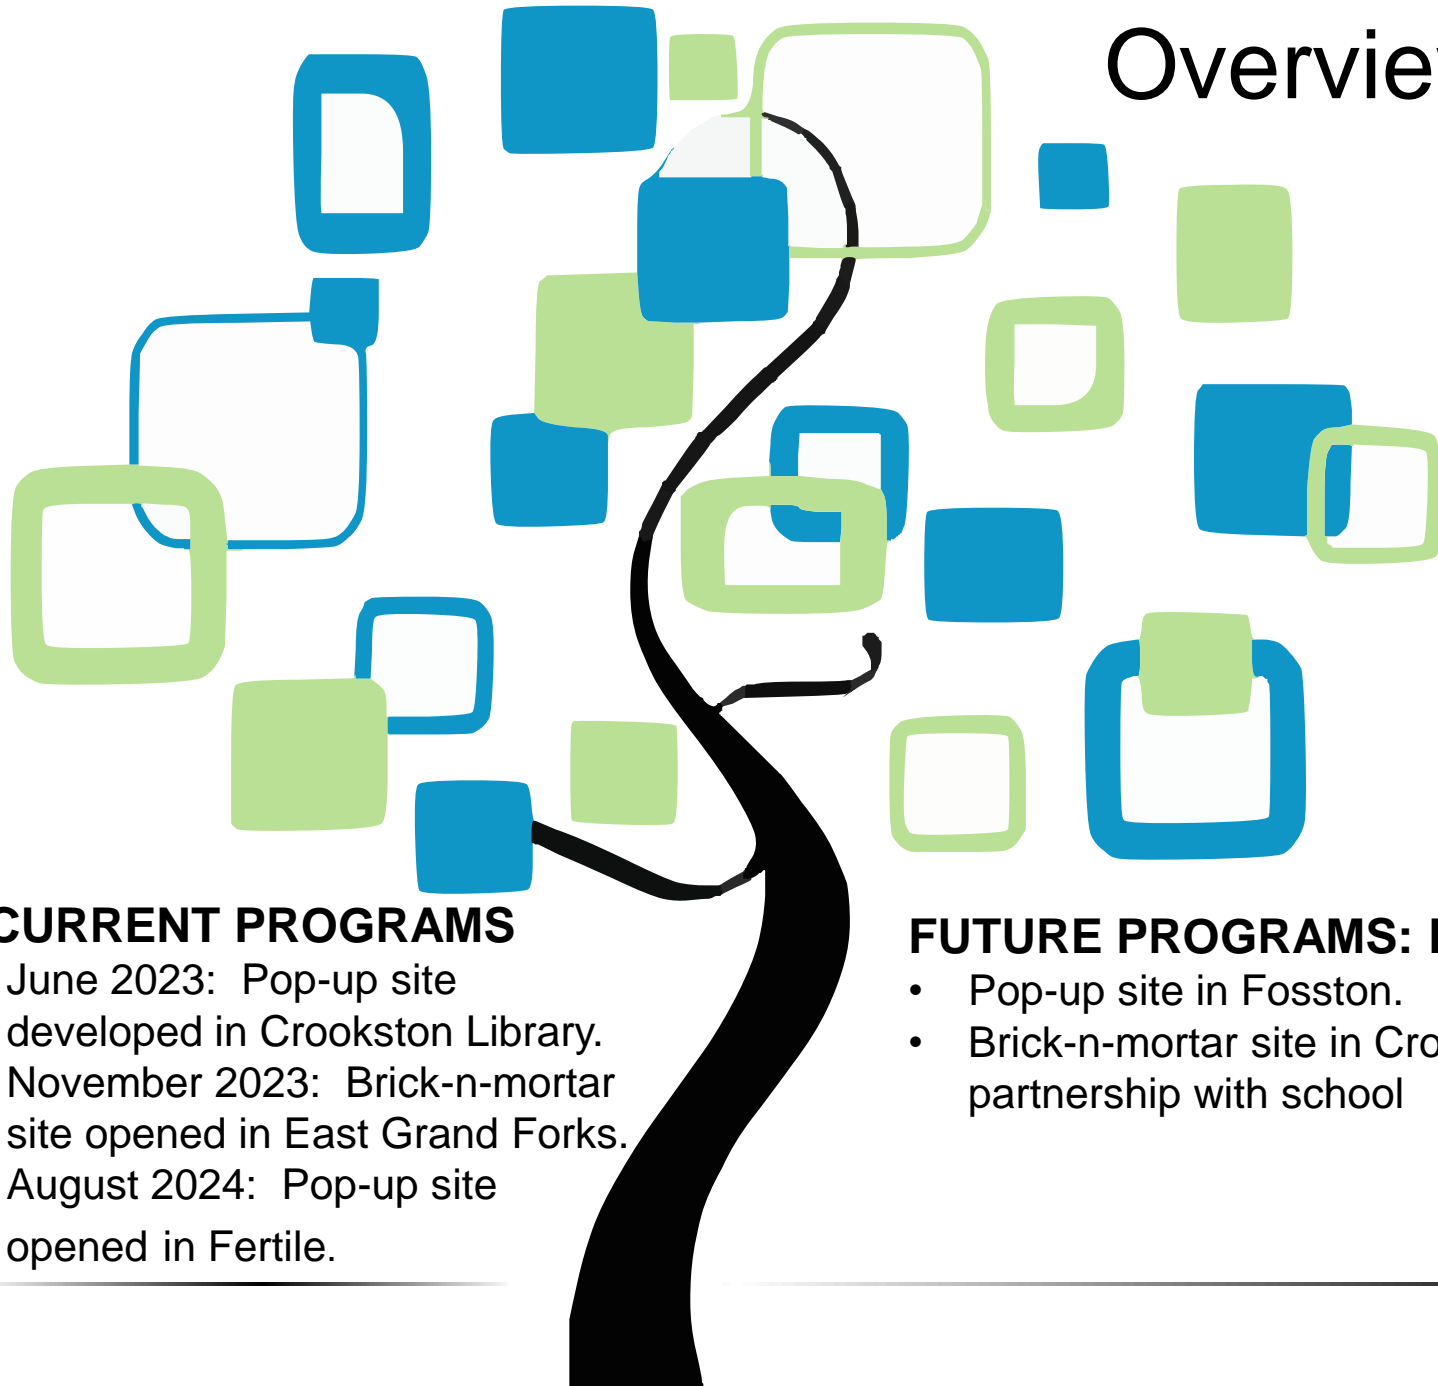 Overvie
CURRENT PROGRAMS
June 2023:  Pop-up site
developed in Crookston Library.
November 2023:  Brick-n-mortar
site opened in East Grand Forks.
August 2024:  Pop-up site
opened in Fertile.
FUTURE PROGRAMS:
• Pop-up site in Fosston.
• Brick-n-mortar site in Cro
partnership with school